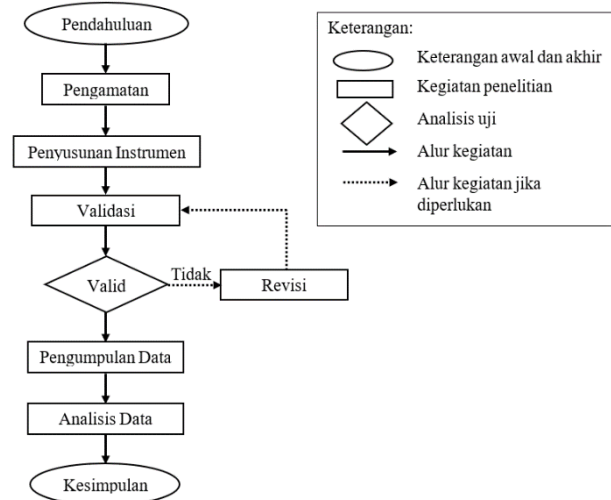 Pendahuluan
Pengamatan
Penyusunan Instrumen
Validasi
Valid
Tidak
Revisi
Pengumpulan Data
Analisis Data
Kesimpulan
Keterangan:
Keterangan awal dan akhir
Kegiatan penelitian
Analisis uji
Alur kegiatan
Alur kegiatan jika
diperlukan